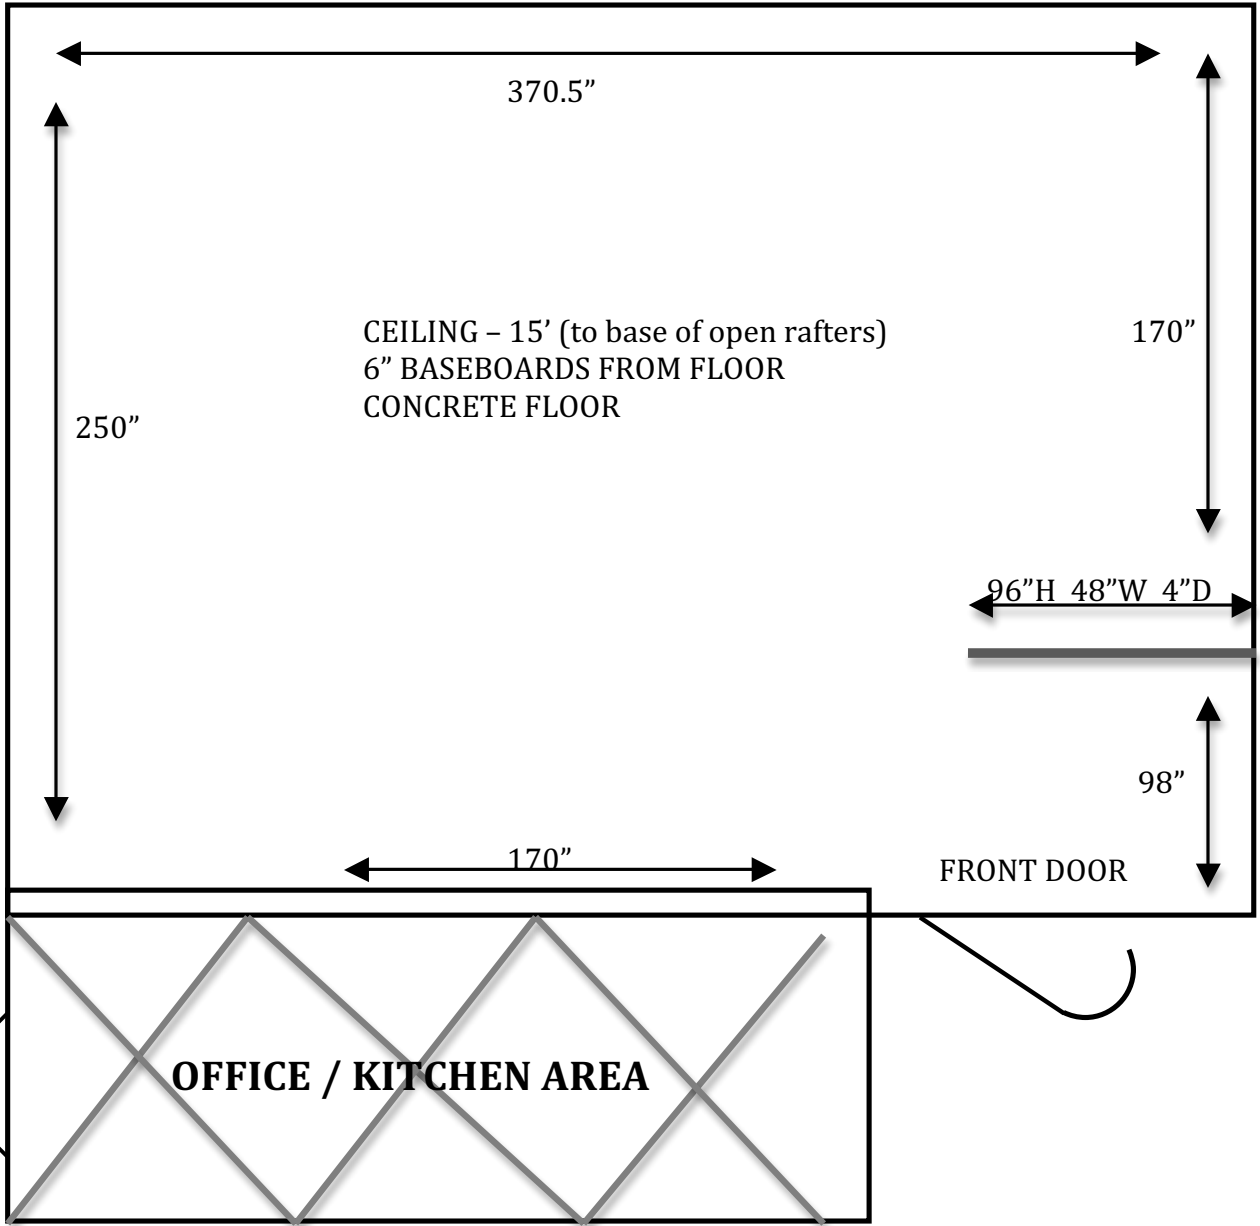 370.5”
CEILING – 15’ (to base of open rafters)
6” BASEBOARDS FROM FLOOR
CONCRETE FLOOR
170”
250”
96”H 48”W 4”D
98”
170”
FRONT DOOR
OFFICE / KITCHEN AREA